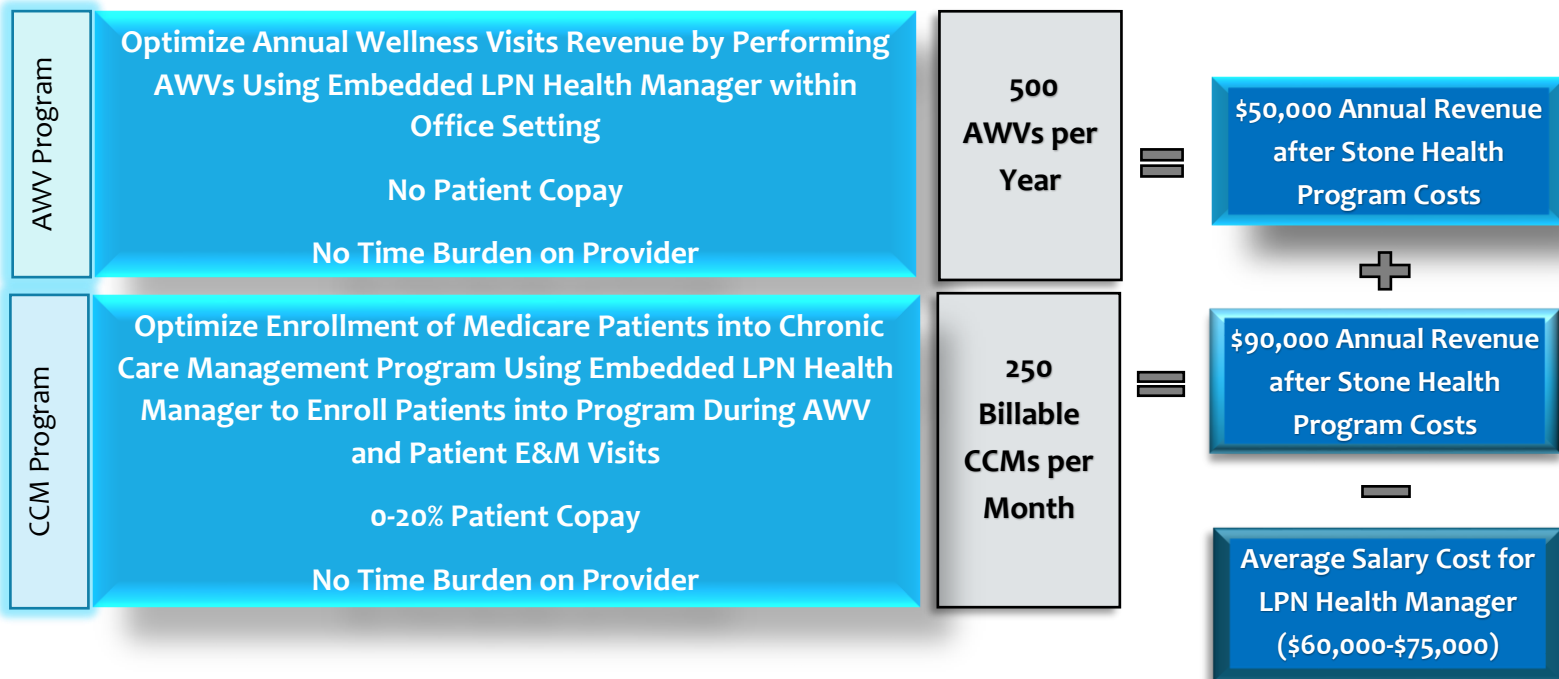 AWV Program
Optimize Annual Wellness Visits Revenue by Performing
AWVs Using Embedded LPN Health Manager within
Office Setting
No Patient Copay
No Time Burden on Provider
500
AWVs per
Year
=
$50,000 Annual Revenue
after Stone Health
Program Costs
+
CCM Program
Optimize Enrollment of Medicare Patients into Chronic
Care Management Program Using Embedded LPN Health
Manager to Enroll Patients into Program During AWV
and Patient E&M Visits
0-20% Patient Copay
No Time Burden on Provider
250
Billable
CCMs per
Month
=
$90,000 Annual Revenue
after Stone Health
Program Costs
-
Average Salary Cost for
LPN Health Manager
($60,000-$75,000)